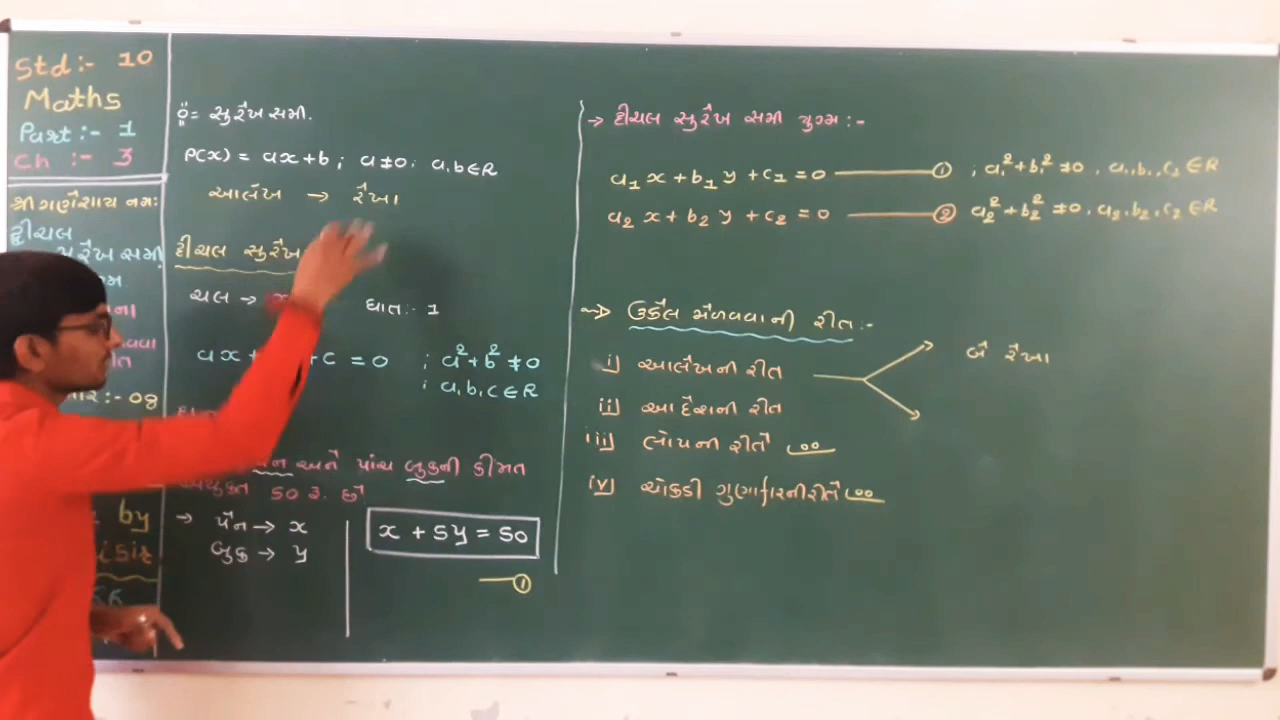 Std:- 10
Maths
Part :- 1
Ch :- 3
શ્રી ગણેશાય નમઃ
દ્વીચલ
સુરેખ સમી.
by
સુરેખ સમી.
P(x) = ax+b ; a≠0. a,b∈R
આલેખ → રેખા
દ્વીચલ સુરેખ
ચલ → x
ઘાત:- 1
ax + +c = 0 ; a²+b² ≠0
; a,b,c ∈ R
અને પાંચ બુકની કીંમત
સંયુક્ત 50 રૂ. છે
→ પેન → x
બુક → y
x + 5y = 50
①
→ દ્વીચલ સુરેખ સમી યુગ્મ :-
a₁x + b₁y + c₁ = 0 ① ; a₁²+b₁² ≠0 , a₁,b₁,c₁ ∈ R
a₂x + b₂y + c₂ = 0 ② a₂²+b₂² ≠0, a₂,b₂,c₂ ∈ R
→ ઉકેલ મેળવવાની રીત:-
i) આલેખની રીત
બે રેખા
ii) આદેશની રીત
iii) લોપની રીતે
iv) ચોકડી ગુણાકારની રીતે